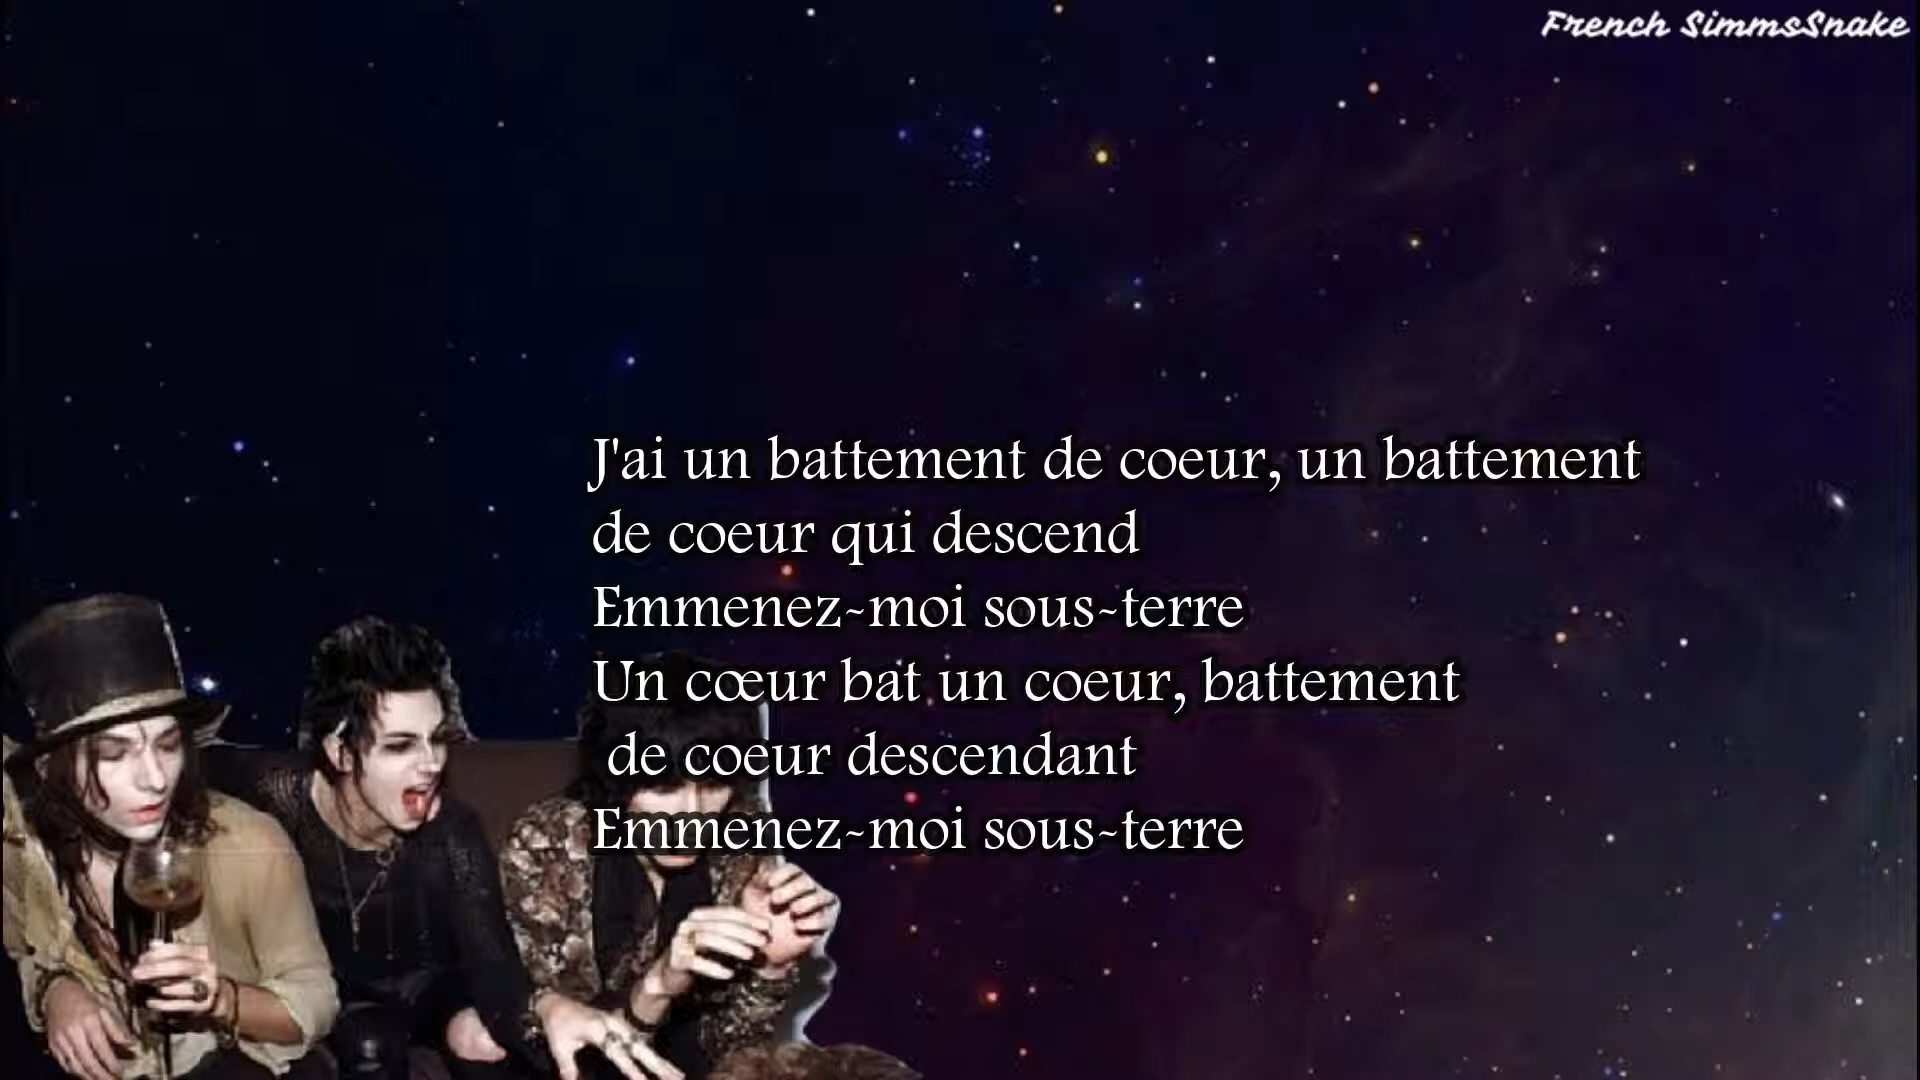 French SimmsSnake
J'ai un battement de coeur, un battement
de coeur qui descend
Emmenez-moi sous-terre
Un cœur bat un coeur, battement
de coeur descendant
Emmenez-moi sous-terre